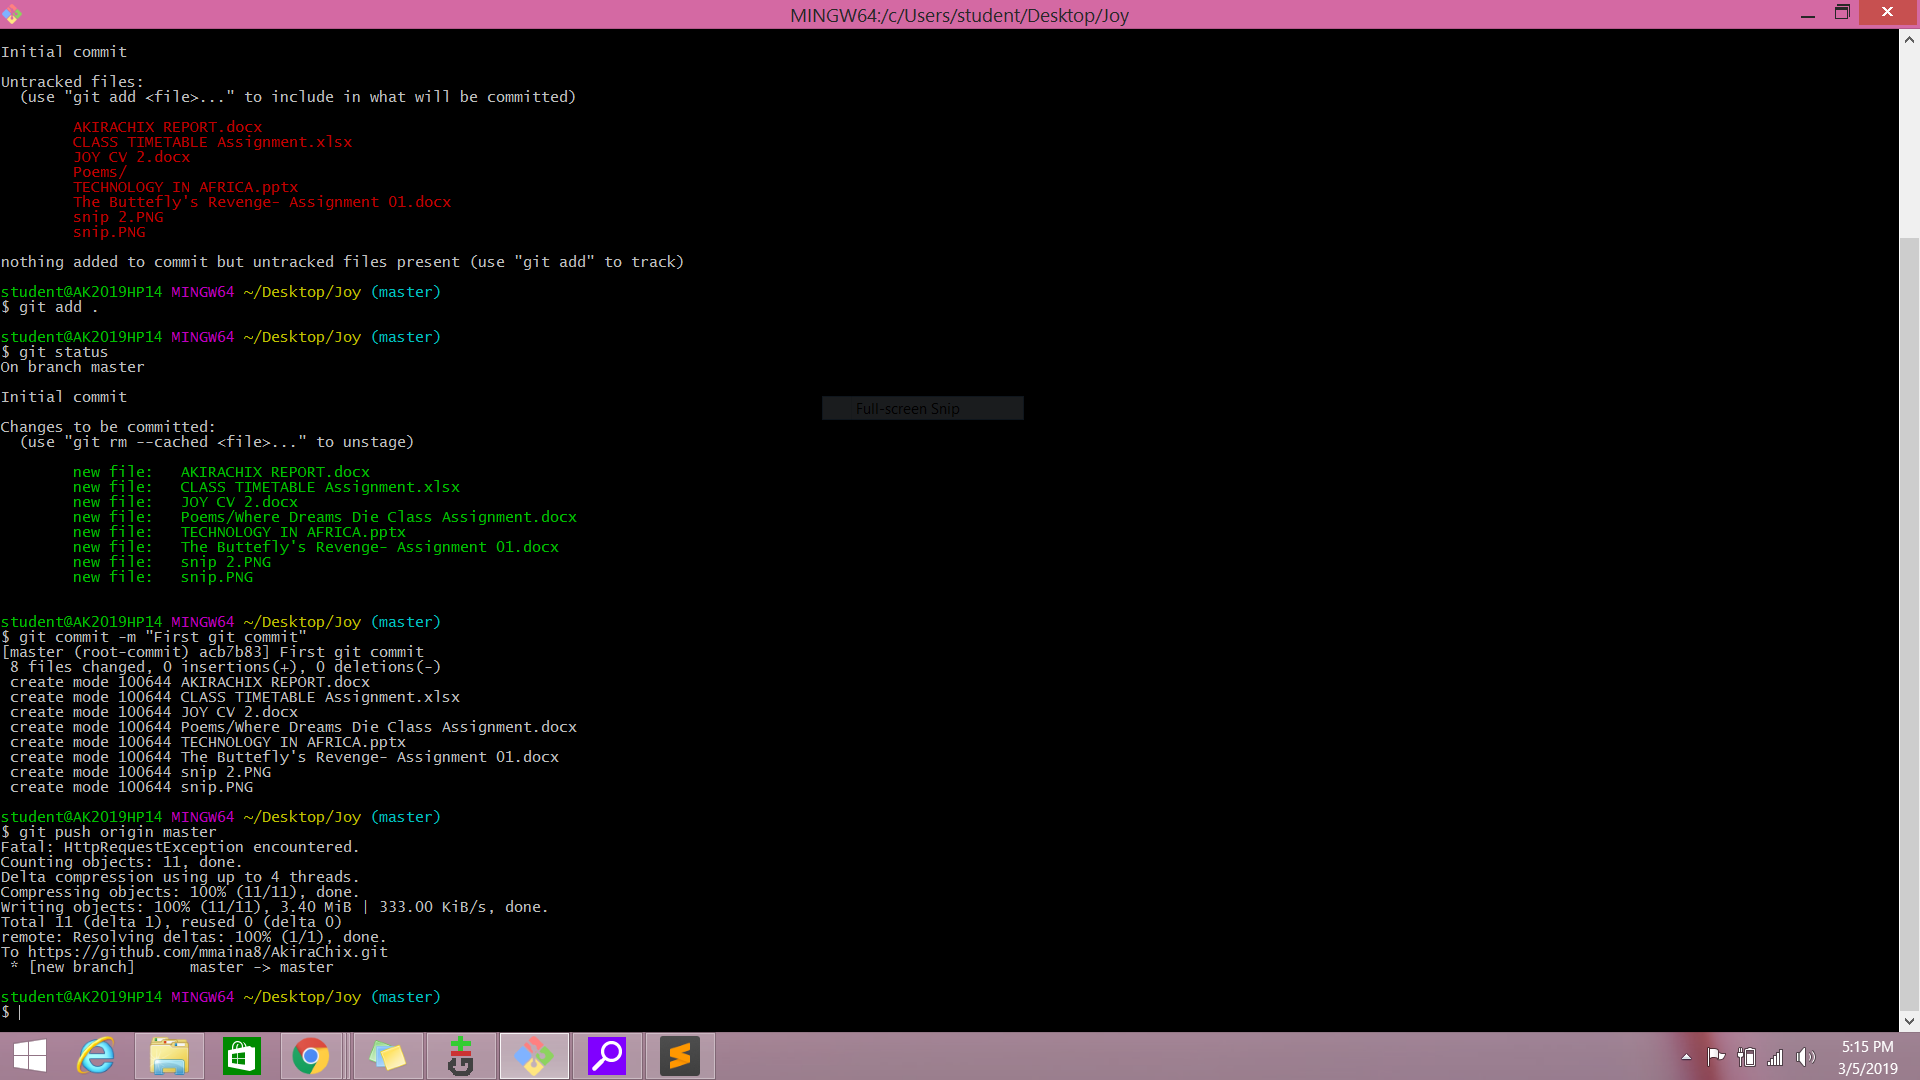 MINGW64:/c/Users/student/Desktop/Joy
Initial commit
Untracked files:
(use "git add <file>..." to include in what will be committed)
AKIRACHIX REPORT.docx
CLASS TIMETABLE Assignment.xlsx
JOY CV 2.docx
Poems/
TECHNOLOGY IN AFRICA.pptx
The Buttefly's Revenge- Assignment 01.docx
snip 2.PNG
snip.PNG
nothing added to commit but untracked files present (use "git add" to track)
student@AK2019HP14 MINGW64 ~/Desktop/Joy (master)
$ git add .
student@AK2019HP14 MINGW64 ~/Desktop/Joy (master)
$ git status
On branch master
Initial commit
Full-screen Snip
Changes to be committed:
(use "git rm --cached <file>..." to unstage)
new file:   AKIRACHIX REPORT.docx
new file:   CLASS TIMETABLE Assignment.xlsx
new file:   JOY CV 2.docx
new file:   Poems/Where Dreams Die Class Assignment.docx
new file:   TECHNOLOGY IN AFRICA.pptx
new file:   The Buttefly's Revenge- Assignment 01.docx
new file:   snip 2.PNG
new file:   snip.PNG
student@AK2019HP14 MINGW64 ~/Desktop/Joy (master)
$ git commit -m "First git commit"
[master (root-commit) acb7b83] First git commit
8 files changed, 0 insertions(+), 0 deletions(-)
create mode 100644 AKIRACHIX REPORT.docx
create mode 100644 CLASS TIMETABLE Assignment.xlsx
create mode 100644 JOY CV 2.docx
create mode 100644 Poems/Where Dreams Die Class Assignment.docx
create mode 100644 TECHNOLOGY IN AFRICA.pptx
create mode 100644 The Buttefly's Revenge- Assignment 01.docx
create mode 100644 snip 2.PNG
create mode 100644 snip.PNG
student@AK2019HP14 MINGW64 ~/Desktop/Joy (master)
$ git push origin master
Fatal: HttpRequestException encountered.
Counting objects: 11, done.
Delta compression using up to 4 threads.
Compressing objects: 100% (11/11), done.
Writing objects: 100% (11/11), 3.40 MiB | 333.00 KiB/s, done.
Total 11 (delta 1), reused 0 (delta 0)
remote: Resolving deltas: 100% (1/1), done.
To https://github.com/mmaina8/AkiraChix.git
* [new branch]      master -> master
student@AK2019HP14 MINGW64 ~/Desktop/Joy (master)
$
5:15 PM
3/5/2019